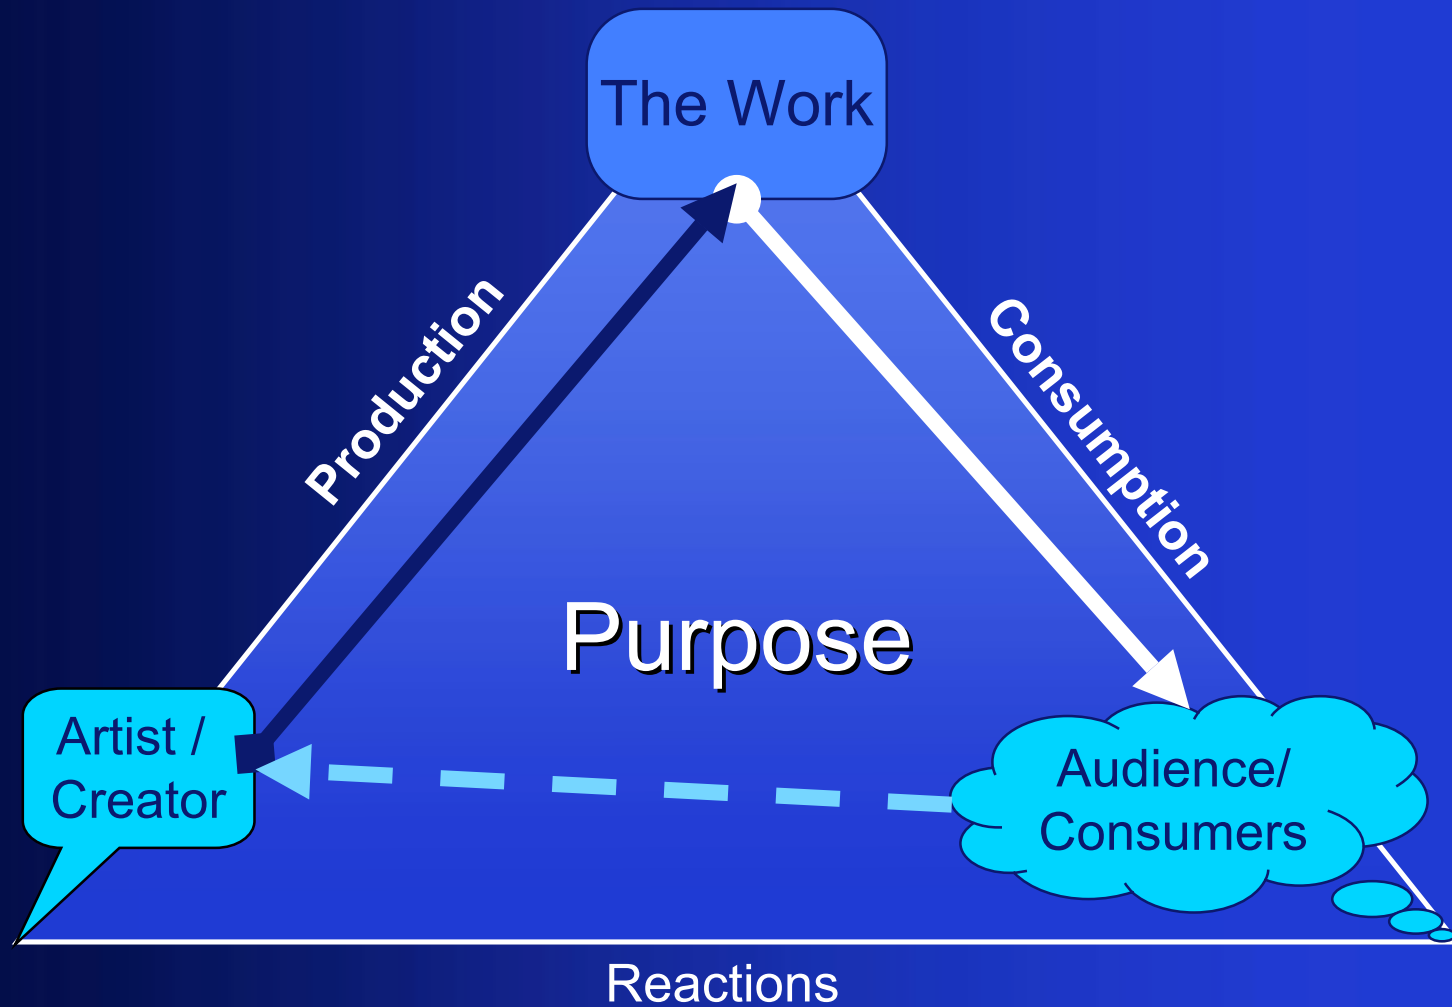 The Work
Production
Consumption
Purpose
Artist /
Creator
Audience/
Consumers
Reactions